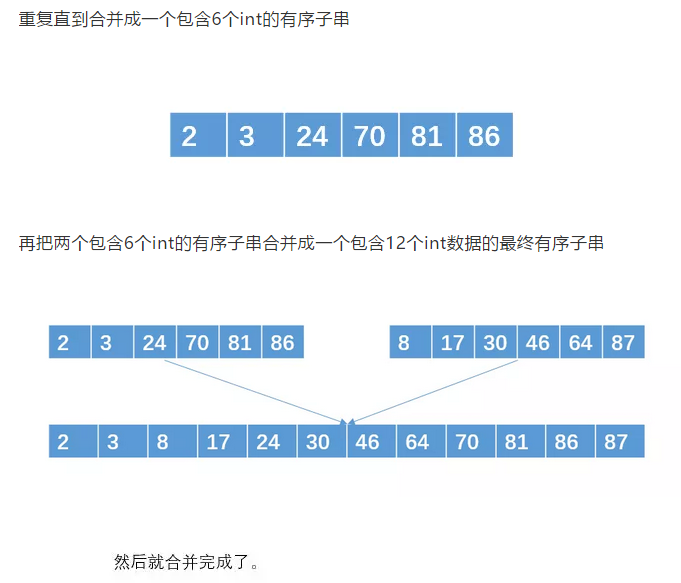 重复直到合并成一个包含6个int的有序子串
2 3 24 70 81 86
再把两个包含6个int的有序子串合并成一个包含12个int数据的最终有序子串
2 3 24 70 81 86
8 17 30 46 64 87
2 3 8 17 24 30 46 64 70 81 86 87
然后就合并完成了。